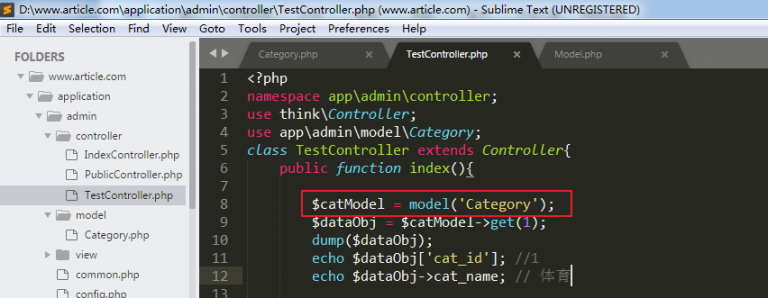 D:\www.article.com\application\admin\controller\TestController.php (www.article.com) - Sublime Text (UNREGISTERED)
File Edit Selection Find View Goto Tools Project Preferences Help
FOLDERS
www.article.com
application
admin
controller
IndexController.php
PublicController.php
TestController.php
model
Category.php
view
common.php
config.php
Category.php × TestController.php × Model.php ×
1 <?php
2 namespace app\admin\controller;
3 use think\Controller;
4 use app\admin\model\Category;
5 class TestController extends Controller{
6 public function index(){
7
8 $catModel = model('Category');
9 $dataObj = $catModel->get(1);
10 dump($dataObj);
11 echo $dataObj['cat_id']; //1
12 echo $dataObj->cat_name; // 体育
13